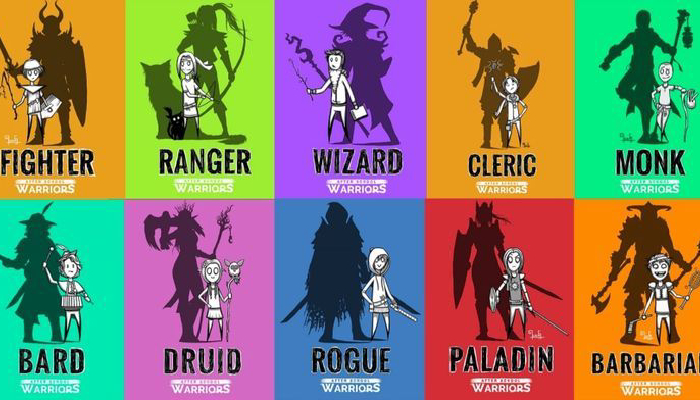 FIGHTER
AFTER SCHOOL
WARRIORS
RANGER
AFTER SCHOOL
WARRIORS
WIZARD
AFTER SCHOOL
WARRIORS
CLERIC
AFTER SCHOOL
WARRIORS
MONK
AFTER SCHOOL
WARRIORS
BARD
AFTER SCHOOL
WARRIORS
DRUID
AFTER SCHOOL
WARRIORS
ROGUE
AFTER SCHOOL
WARRIORS
PALADIN
AFTER SCHOOL
WARRIORS
BARBARIA
AFTER SCHOOL
WARRIORS